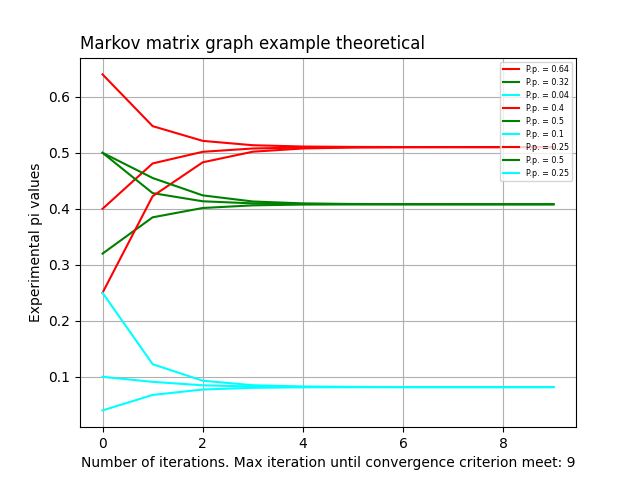 Markov matrix graph example theoretical
P.p. = 0.64
P.p. = 0.32
P.p. = 0.04
P.p. = 0.4
P.p. = 0.5
P.p. = 0.1
P.p. = 0.25
P.p. = 0.5
P.p. = 0.25
Experimental pi values
0.6
0.5
0.4
0.3
0.2
0.1
0 2 4 6 8
Number of iterations. Max iteration until convergence criterion meet: 9